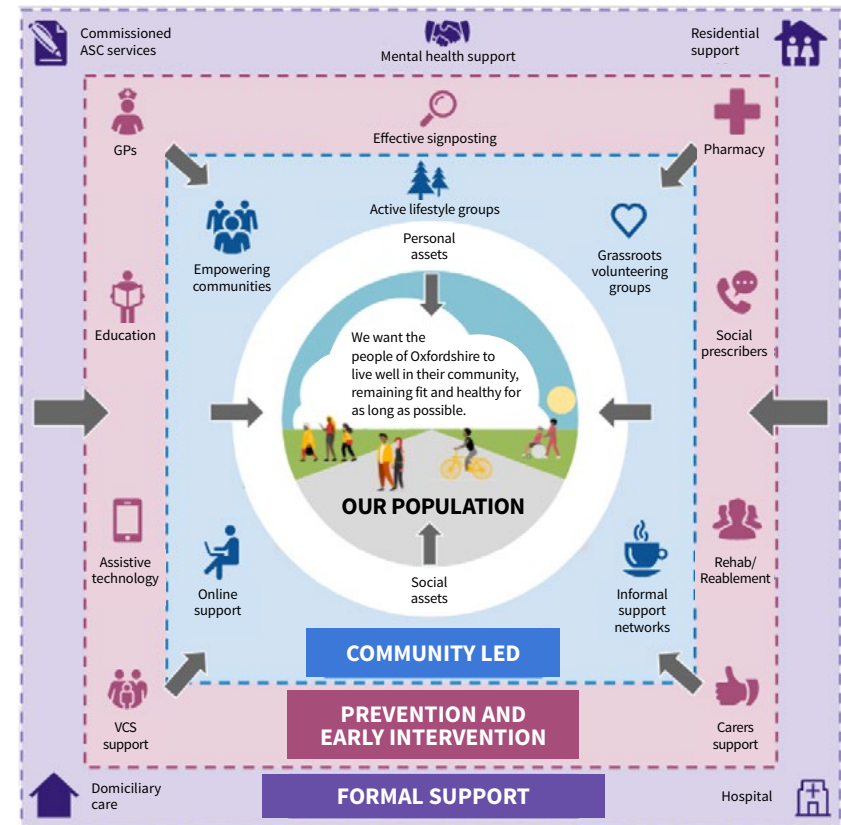 Commissioned
ASC services
Mental health support
Residential
support
GPs
Effective signposting
Pharmacy
Active lifestyle groups
Empowering
communities
Personal
assets
Grassroots
volunteering
groups
Education
Social
prescribers
We want the
people of Oxfordshire to
live well in their community,
remaining fit and healthy for
as long as possible.
OUR POPULATION
Assistive
technology
Online
support
Social
assets
Informal
support
networks
Rehab/
Reablement
COMMUNITY LED
VCS
support
PREVENTION AND
EARLY INTERVENTION
Carers
support
Domiciliary
care
FORMAL SUPPORT
Hospital